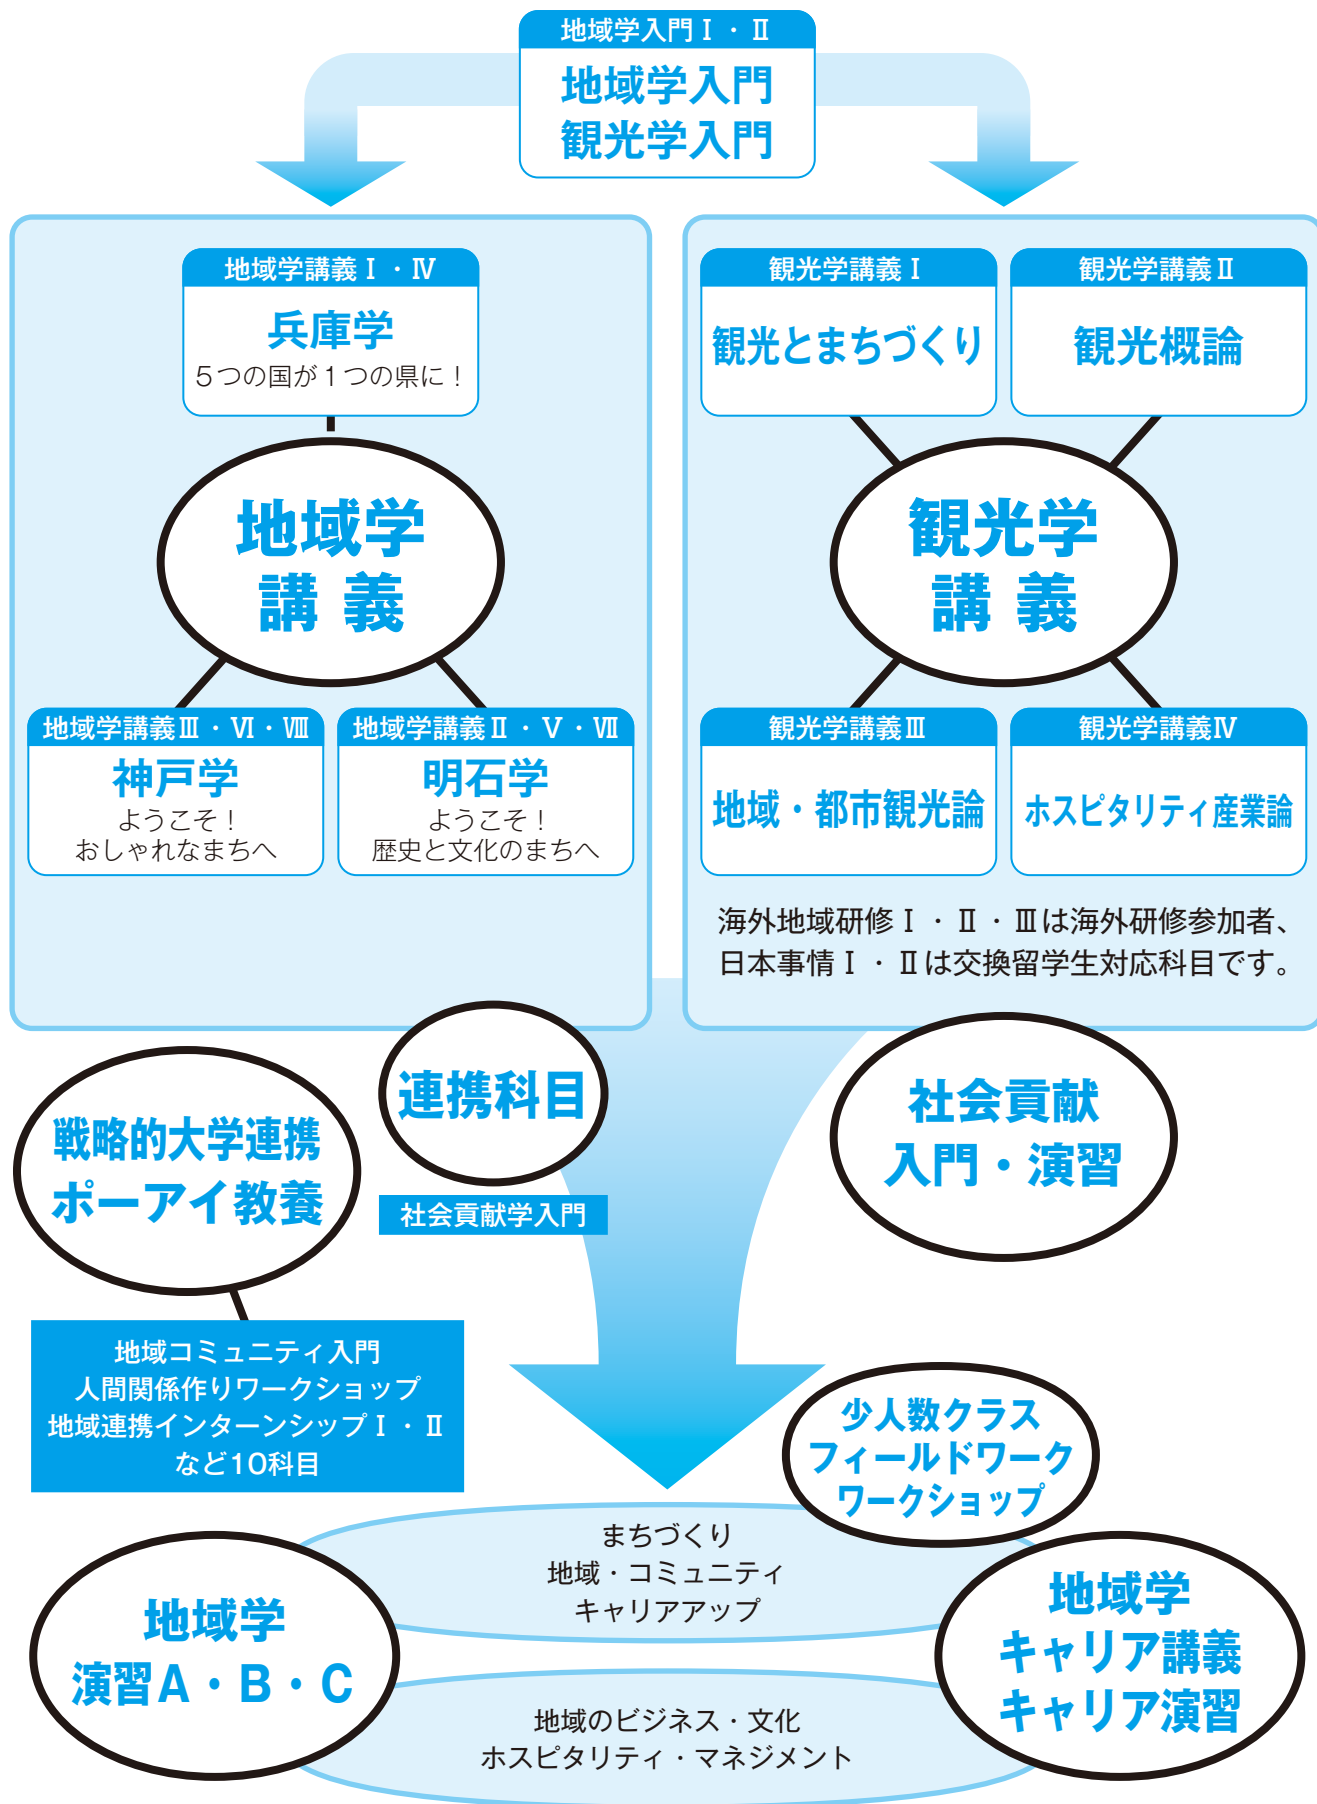 地域学入門Ⅰ・Ⅱ
地域学入門
観光学入門
地域学講義Ⅰ・Ⅳ
兵庫学
5つの国が1つの県に！
地域学
講 義
地域学講義Ⅲ・Ⅵ・Ⅷ
神戸学
ようこそ！
おしゃれなまちへ
地域学講義Ⅱ・Ⅴ・Ⅶ
明石学
ようこそ！
歴史と文化のまちへ
観光学講義Ⅰ
観光とまちづくり
観光学講義Ⅱ
観光概論
観光学
講 義
観光学講義Ⅲ
地域・都市観光論
観光学講義Ⅳ
ホスピタリティ産業論
海外地域研修Ⅰ・Ⅱ・Ⅲは海外研修参加者、
日本事情Ⅰ・Ⅱは交換留学生対応科目です。
連携科目
社会貢献学入門
戦略的大学連携
ポーアイ教養
地域コミュニティ入門
人間関係作りワークショップ
地域連携インターンシップⅠ・Ⅱ
など10科目
社会貢献
入門・演習
少人数クラス
フィールドワーク
ワークショップ
まちづくり
地域・コミュニティ
キャリアアップ
地域学
演習A・B・C
地域学
キャリア講義
キャリア演習
地域のビジネス・文化
ホスピタリティ・マネジメント